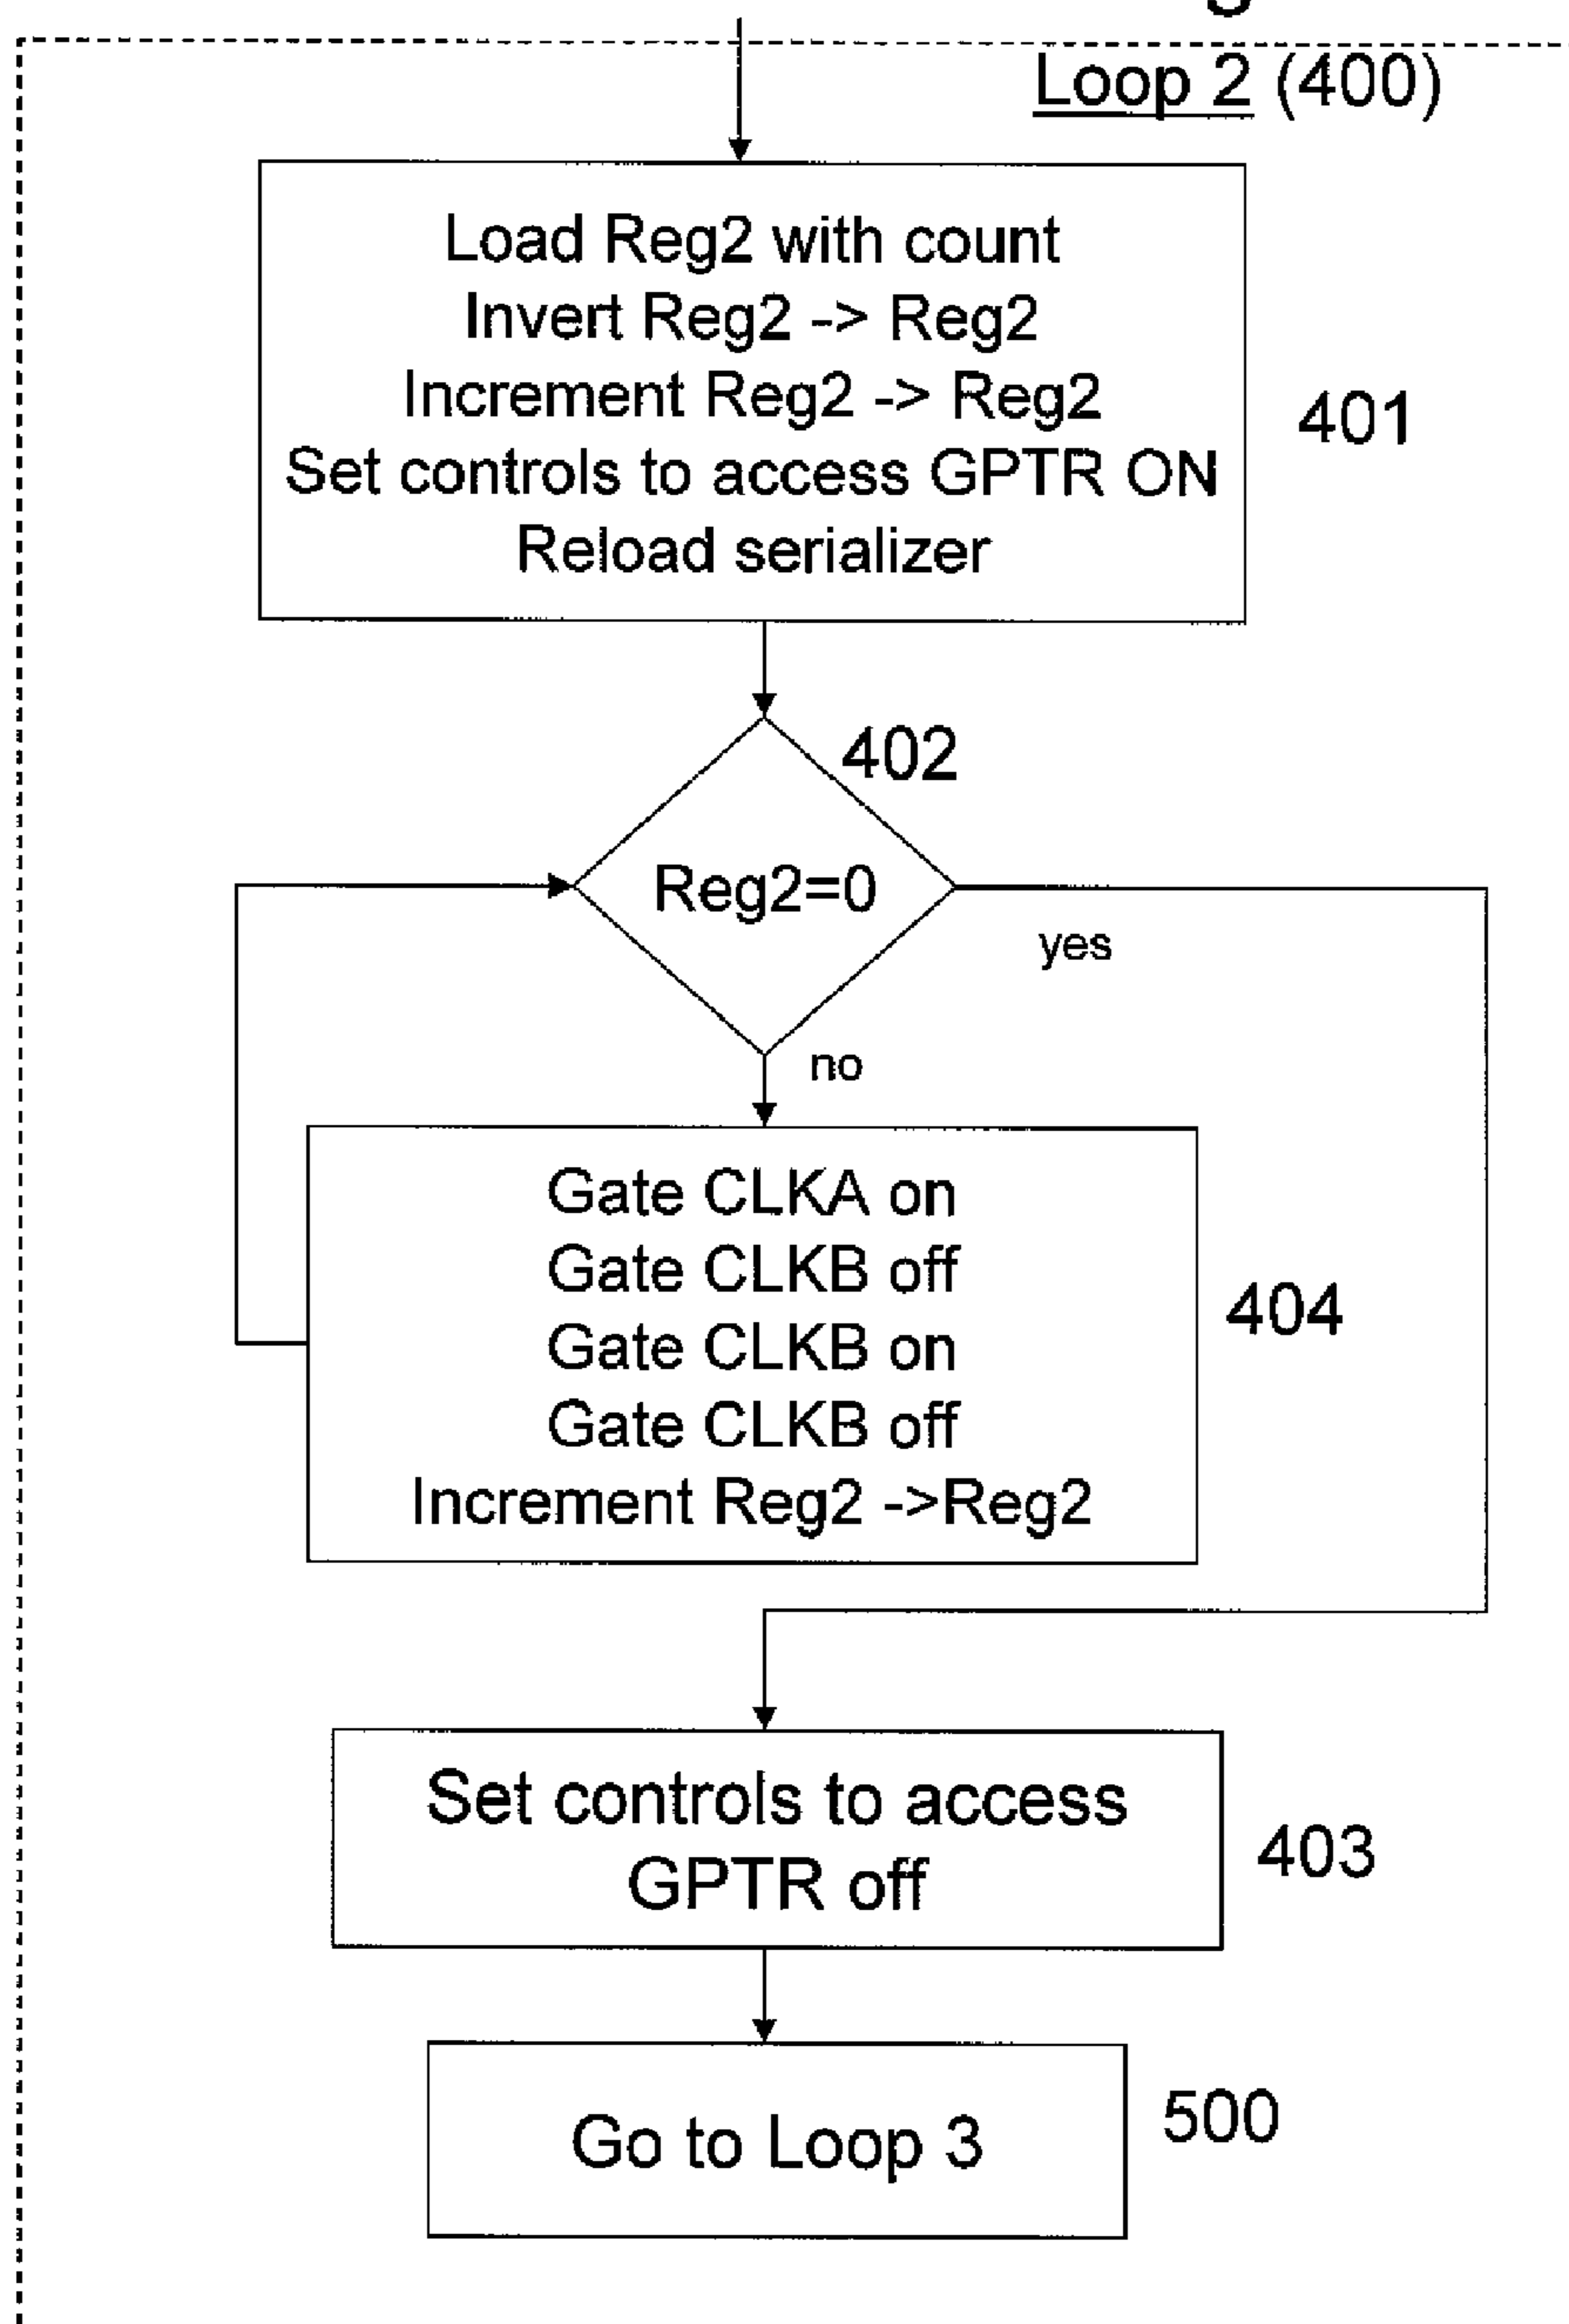 Loop 2 (400)
Load Reg2 with count
Invert Reg2 -> Reg2
Increment Reg2 -> Reg2
Set controls to access GPTR ON
Reload serializer
401
402
Reg2=0
yes
no
Gate CLKA on
Gate CLKB off
Gate CLKB on
Gate CLKB off
Increment Reg2 ->Reg2
404
Set controls to access
GPTR off
403
Go to Loop 3
500